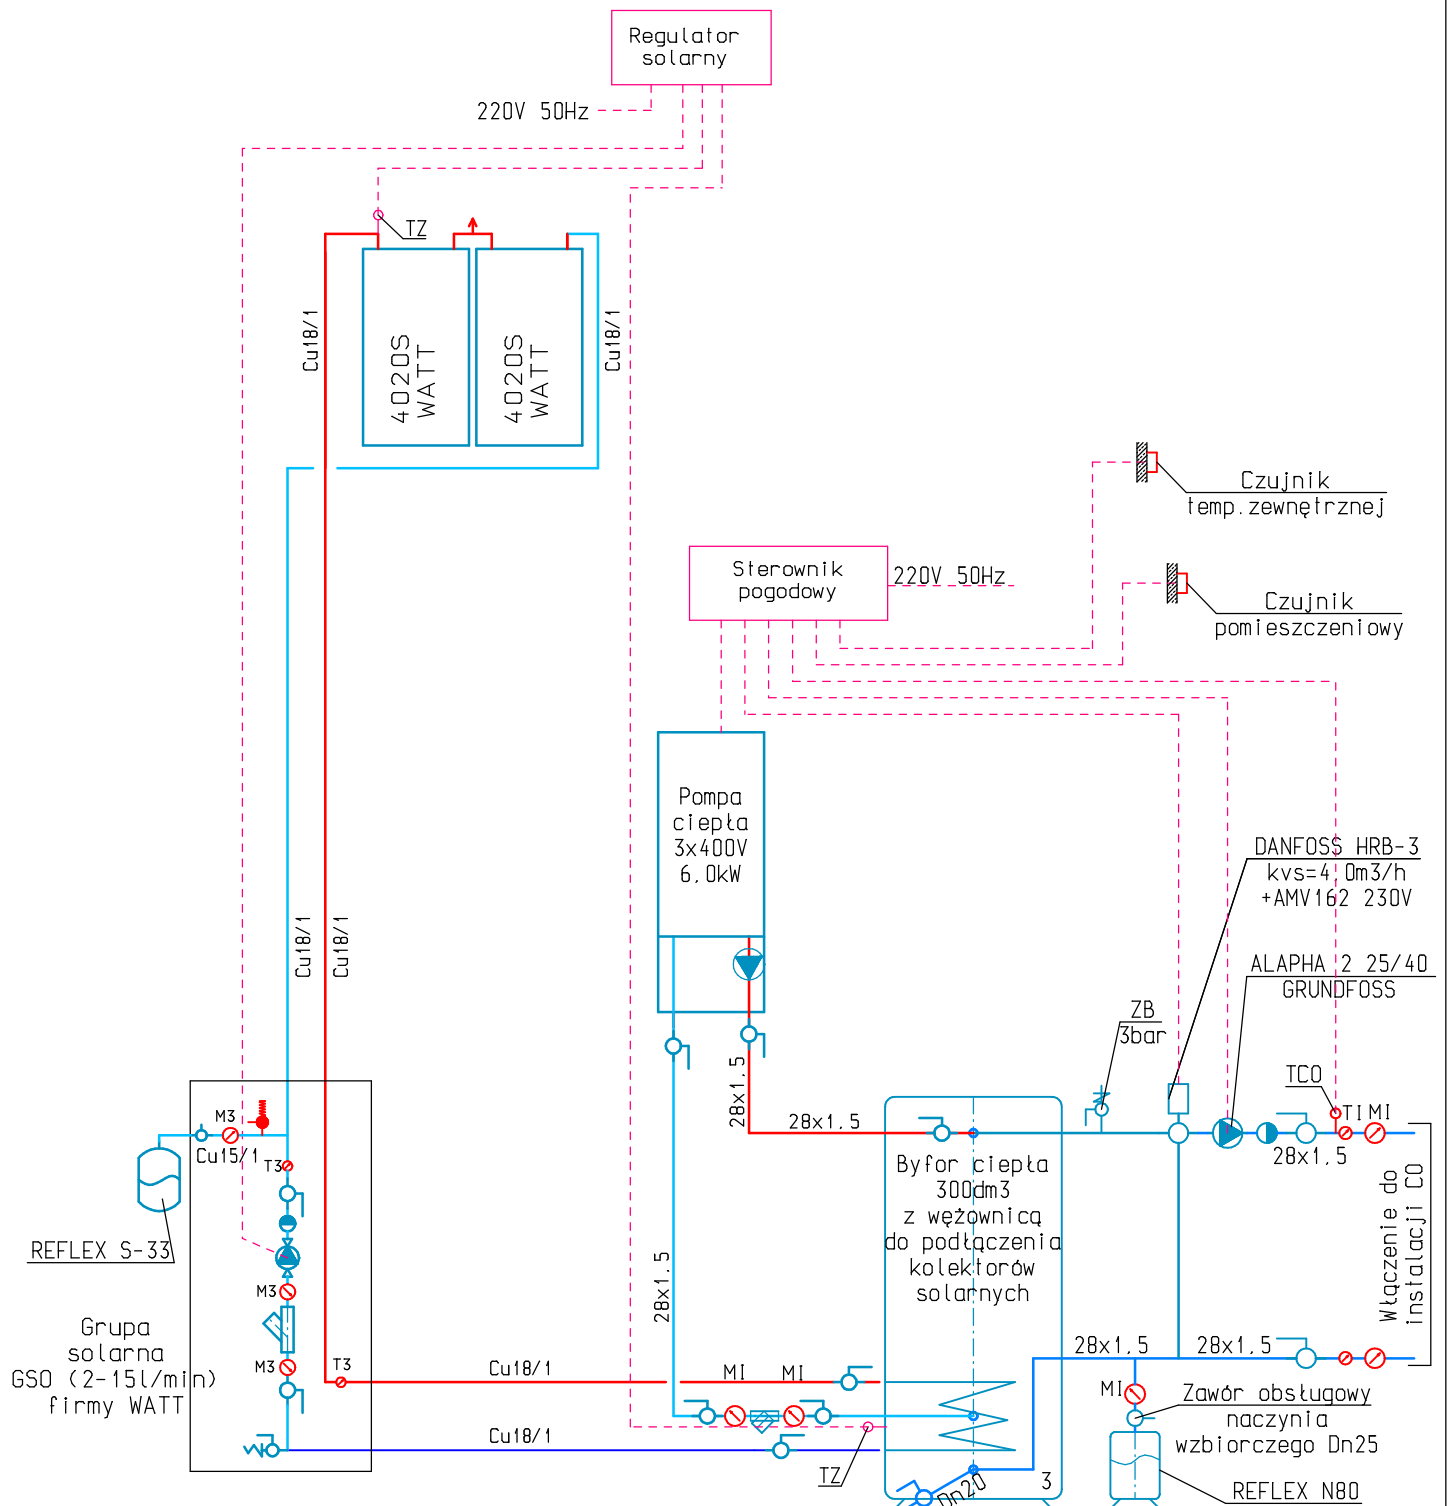 Regulator
solarny
220V 50Hz
TZ
Cu18/1
Cu18/1
4020S
WATT
4020S
WATT
Czujnik
temp.zewnętrznej
Sterownik
pogodowy
220V 50Hz
Czujnik
pomieszczeniowy
Pompa
ciepła
3x400V
6,0kW
DANFOSS HRB-3
kvs=4,0m3/h
+AMV162 230V
Cu18/1
Cu18/1
ALAPHA 2 25/40
GRUNDFOSS
ZB
3bar
28x1,5
TCO
28x1,5
TI
MI
M3
Cu15/1
T3
28x1,5
Byfor ciepła
300dm3
z wężownicą
do podłączenia
kolektorów
solarnych
Włączenie do
instalacji CO
REFLEX S-33
M3
28x1,5
Grupa
solarna
GSO (2-15l/min)
firmy WATT
M3
T3
Cu18/1
MI
MI
28x1,5
28x1,5
MI
Zawór obsługowy
naczynia
wzbiorczego Dn25
Cu18/1
TZ
Dn20
3
REFLEX N80